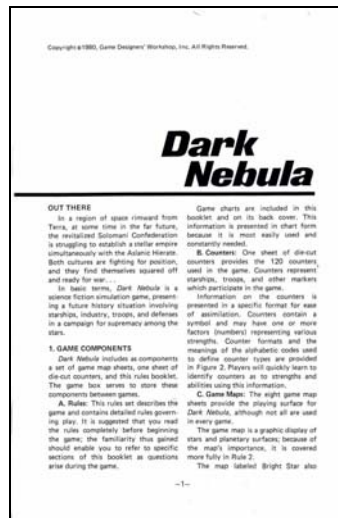 Copyright ©1980, Game Designers' Workshop, Inc. All Rights Reserved.
Dark
Nebula
OUT THERE
In a region of space rimward from
Terra, at some time in the far future,
the revitalized Solomani Confederation
is struggling to establish a stellar empire
simultaneously with the Aslanic Hierate.
Both cultures are fighting for position,
and they find themselves squared off
and ready for war. . .
In basic terms, Dark Nebula is a
science fiction simulation game, present-
ing a future history situation involving
starships, industry, troops, and defenses
in a campaign for supremacy among the
stars.
1. GAME COMPONENTS
Dark Nebula includes as components
a set of game map sheets, one sheet of
die-cut counters, and this rules booklet.
The game box serves to store these
components between games.
A. Rules: This rules set describes the
game and contains detailed rules govern-
ing play. It is suggested that you read
the rules completely before beginning
the game; the familiarity thus gained
should enable you to refer to specific
sections of this booklet as questions
arise during the game.
Game charts are included in this
booklet and on its back cover. This
information is presented in chart form
because it is most easily used and
constantly needed.
B. Counters: One sheet of die-cut
counters provides the 120 counters
used in the game. Counters represent
starships, troops, and other markers
which participate in the game.
Information on the counters is
presented in a specific format for ease
of assimilation. Counters contain a
symbol and may have one or more
factors (numbers) representing various
strengths. Counter formats and the
meanings of the alphabetic codes used
to define counter types are provided
in Figure 2. Players will quickly learn to
identify counters as to strengths and
abilities using this information.
C. Game Maps: The eight game map
sheets provide the playing surface for
Dark Nebula, although not all are used
in every game.
The game map is a graphic display of
stars and planetary surfaces; because of
the map's importance, it is covered
more fully in Rule 2.
The map labeled Bright Star also
—1—